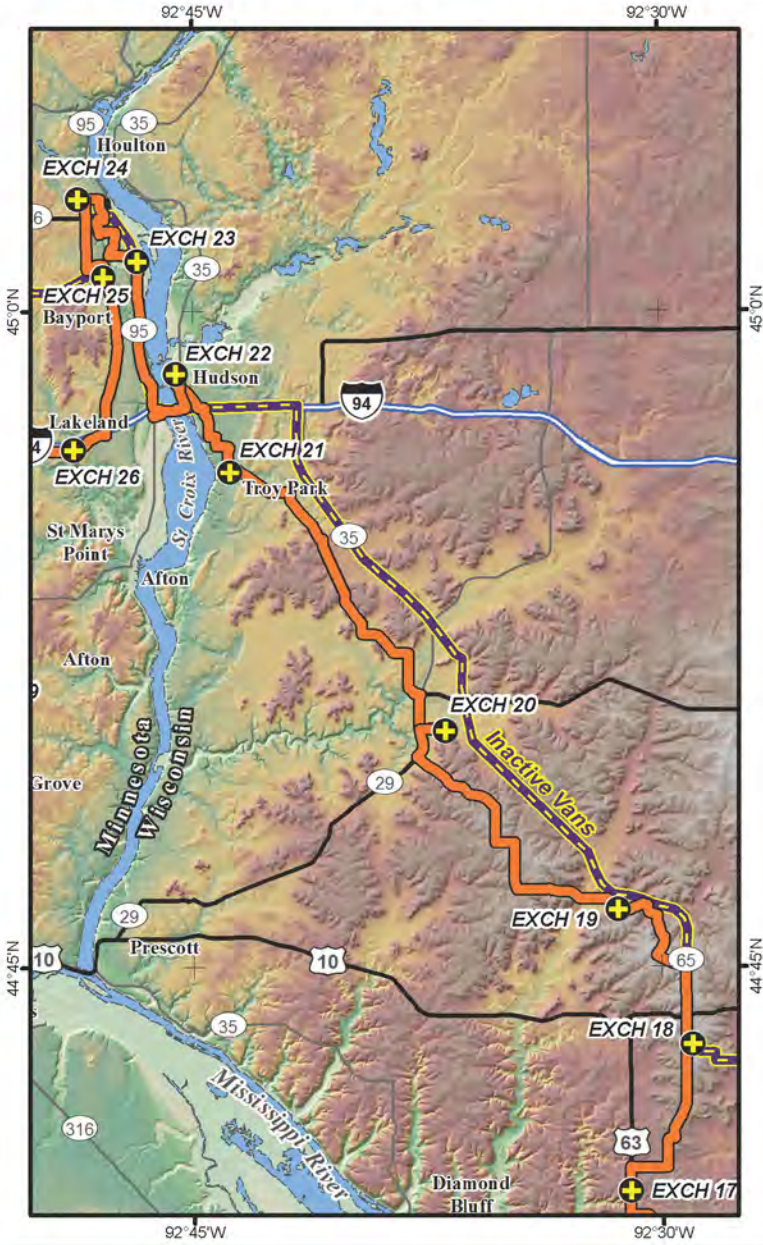 92°45'W
92°30'W
95
35
Houlton
EXCH 24
6
EXCH 23
35
EXCH 25
45°0'N
45°0'N
Bayport
95
EXCH 22
Hudson
94
Lakeland
4
EXCH 26
St Croix River
EXCH 21
Troy Park
35
St Marys
Point
Afton
Afton
9
EXCH 20
Inactive Vans
Minnesota
Wisconsin
Grove
29
29
EXCH 19
Prescott
10
10
65
44°45'N
44°45'N
s
35
EXCH 18
Mississippi River
316
63
Diamond
Bluff
EXCH 17
92°45'W
92°30'W